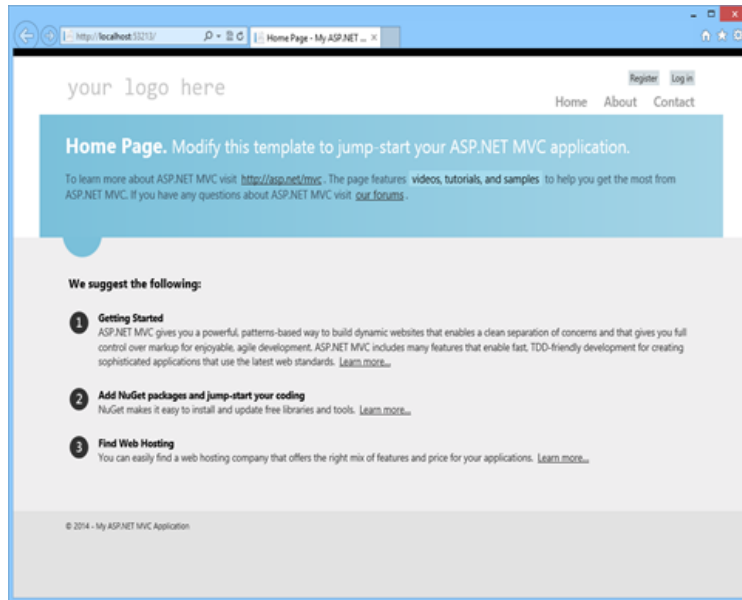 http://localhost:53213/
Home Page - My ASP.NET ...
your logo here
Register Log in
Home About Contact
Home Page. Modify this template to jump-start your ASP.NET MVC application.
To learn more about ASP.NET MVC visit http://asp.net/mvc. The page features videos, tutorials, and samples to help you get the most from
ASP.NET MVC. If you have any questions about ASP.NET MVC visit our forums.
We suggest the following:
1 Getting Started
ASP.NET MVC gives you a powerful, patterns-based way to build dynamic websites that enables a clean separation of concerns and that gives you full
control over markup for enjoyable, agile development. ASP.NET MVC includes many features that enable fast, TDD-friendly development for creating
sophisticated applications that use the latest web standards. Learn more...
2 Add NuGet packages and jump-start your coding
NuGet makes it easy to install and update free libraries and tools. Learn more...
3 Find Web Hosting
You can easily find a web hosting company that offers the right mix of features and price for your applications. Learn more...
© 2014 - My ASP.NET MVC Application